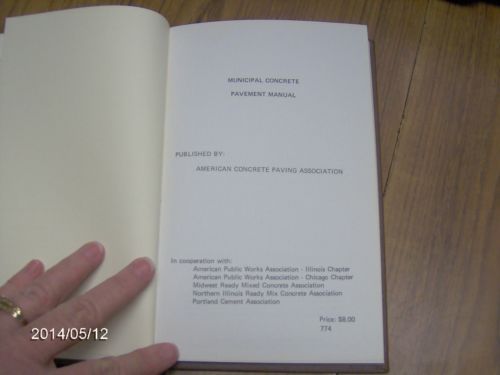 MUNICIPAL CONCRETE
PAVEMENT MANUAL
PUBLISHED BY:
AMERICAN CONCRETE PAVING ASSOCIATION
In cooperation with:
American Public Works Association - Illinois Chapter
American Public Works Association - Chicago Chapter
Midwest Ready Mixed Concrete Association
Northern Illinois Ready Mix Concrete Association
Portland Cement Association
Price: $8.00
774
2014/05/12